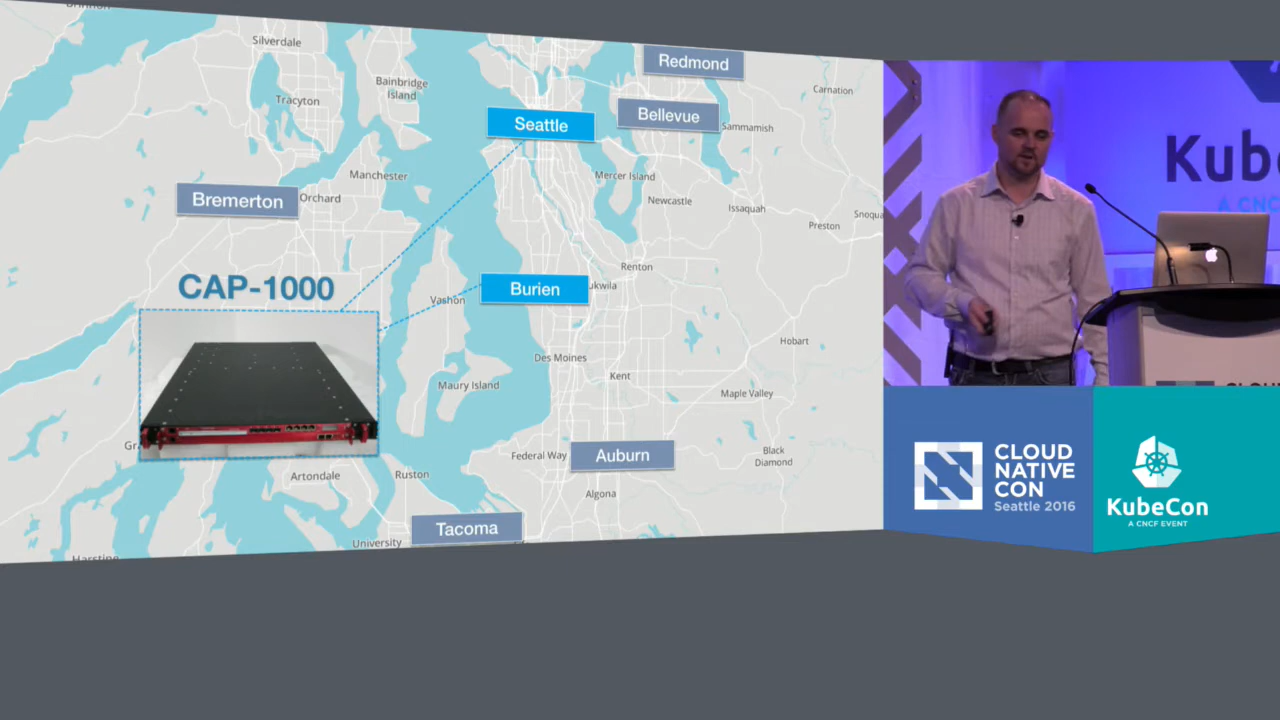 Silverdale
Redmond
Bainbridge
Island
Carnation
Tracyton
Seattle
Bellevue
Sammamish
Manchester
Mercer Island
Bremerton
Orchard
Newcastle
Issaquah
Preston
Renton
CAP-1000
Vashon
Burien
Hobart
Des Moines
Kent
Maury Island
Maple Valley
Federal Way
Auburn
Black
Diamond
Artondale
Ruston
Algona
Tacoma
University
Kube
A CNC
CLOUD
NATIVE
CON
Seattle 2016
KubeCon
A CNCF EVENT